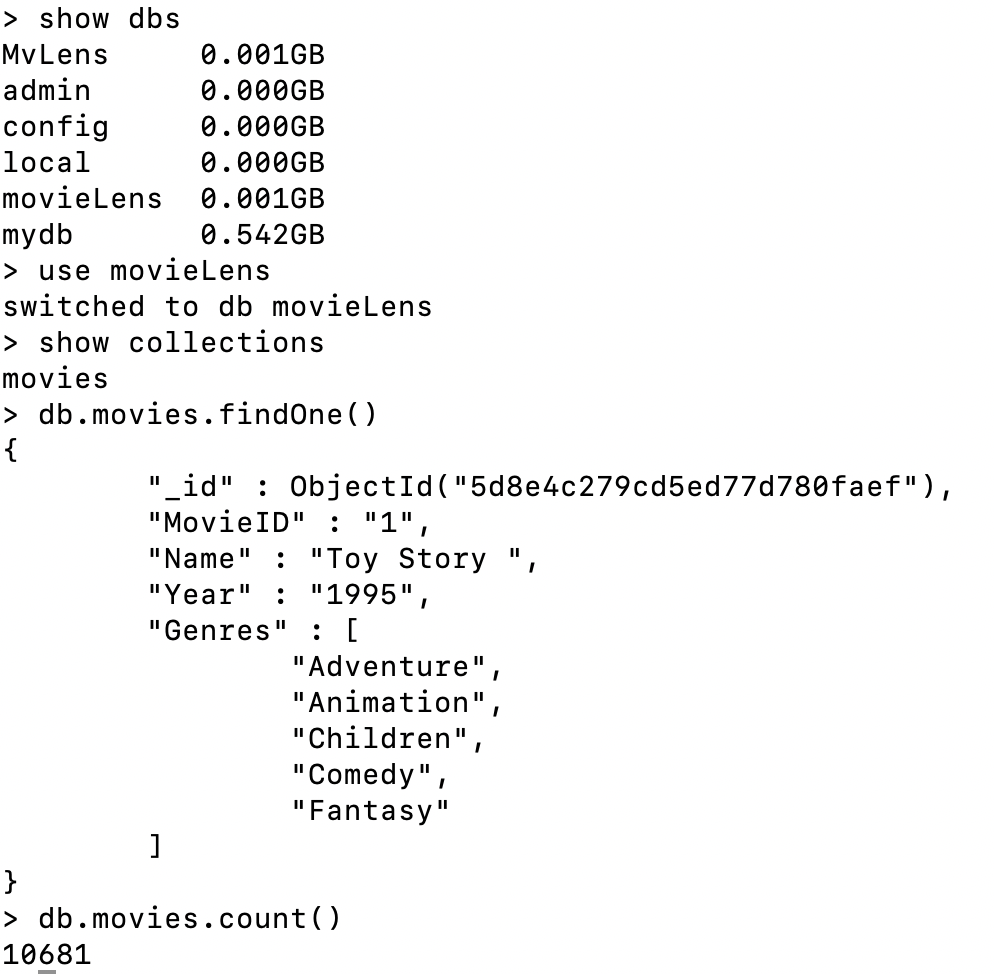 > show dbs
MvLens     0.001GB
admin      0.000GB
config     0.000GB
local      0.000GB
movieLens  0.001GB
mydb       0.542GB
> use movieLens
switched to db movieLens
> show collections
movies
> db.movies.findOne()
{
        "_id" : ObjectId("5d8e4c279cd5ed77d780faef"),
        "MovieID" : "1",
        "Name" : "Toy Story ",
        "Year" : "1995",
        "Genres" : [
                "Adventure",
                "Animation",
                "Children",
                "Comedy",
                "Fantasy"
        ]
}
> db.movies.count()
10681